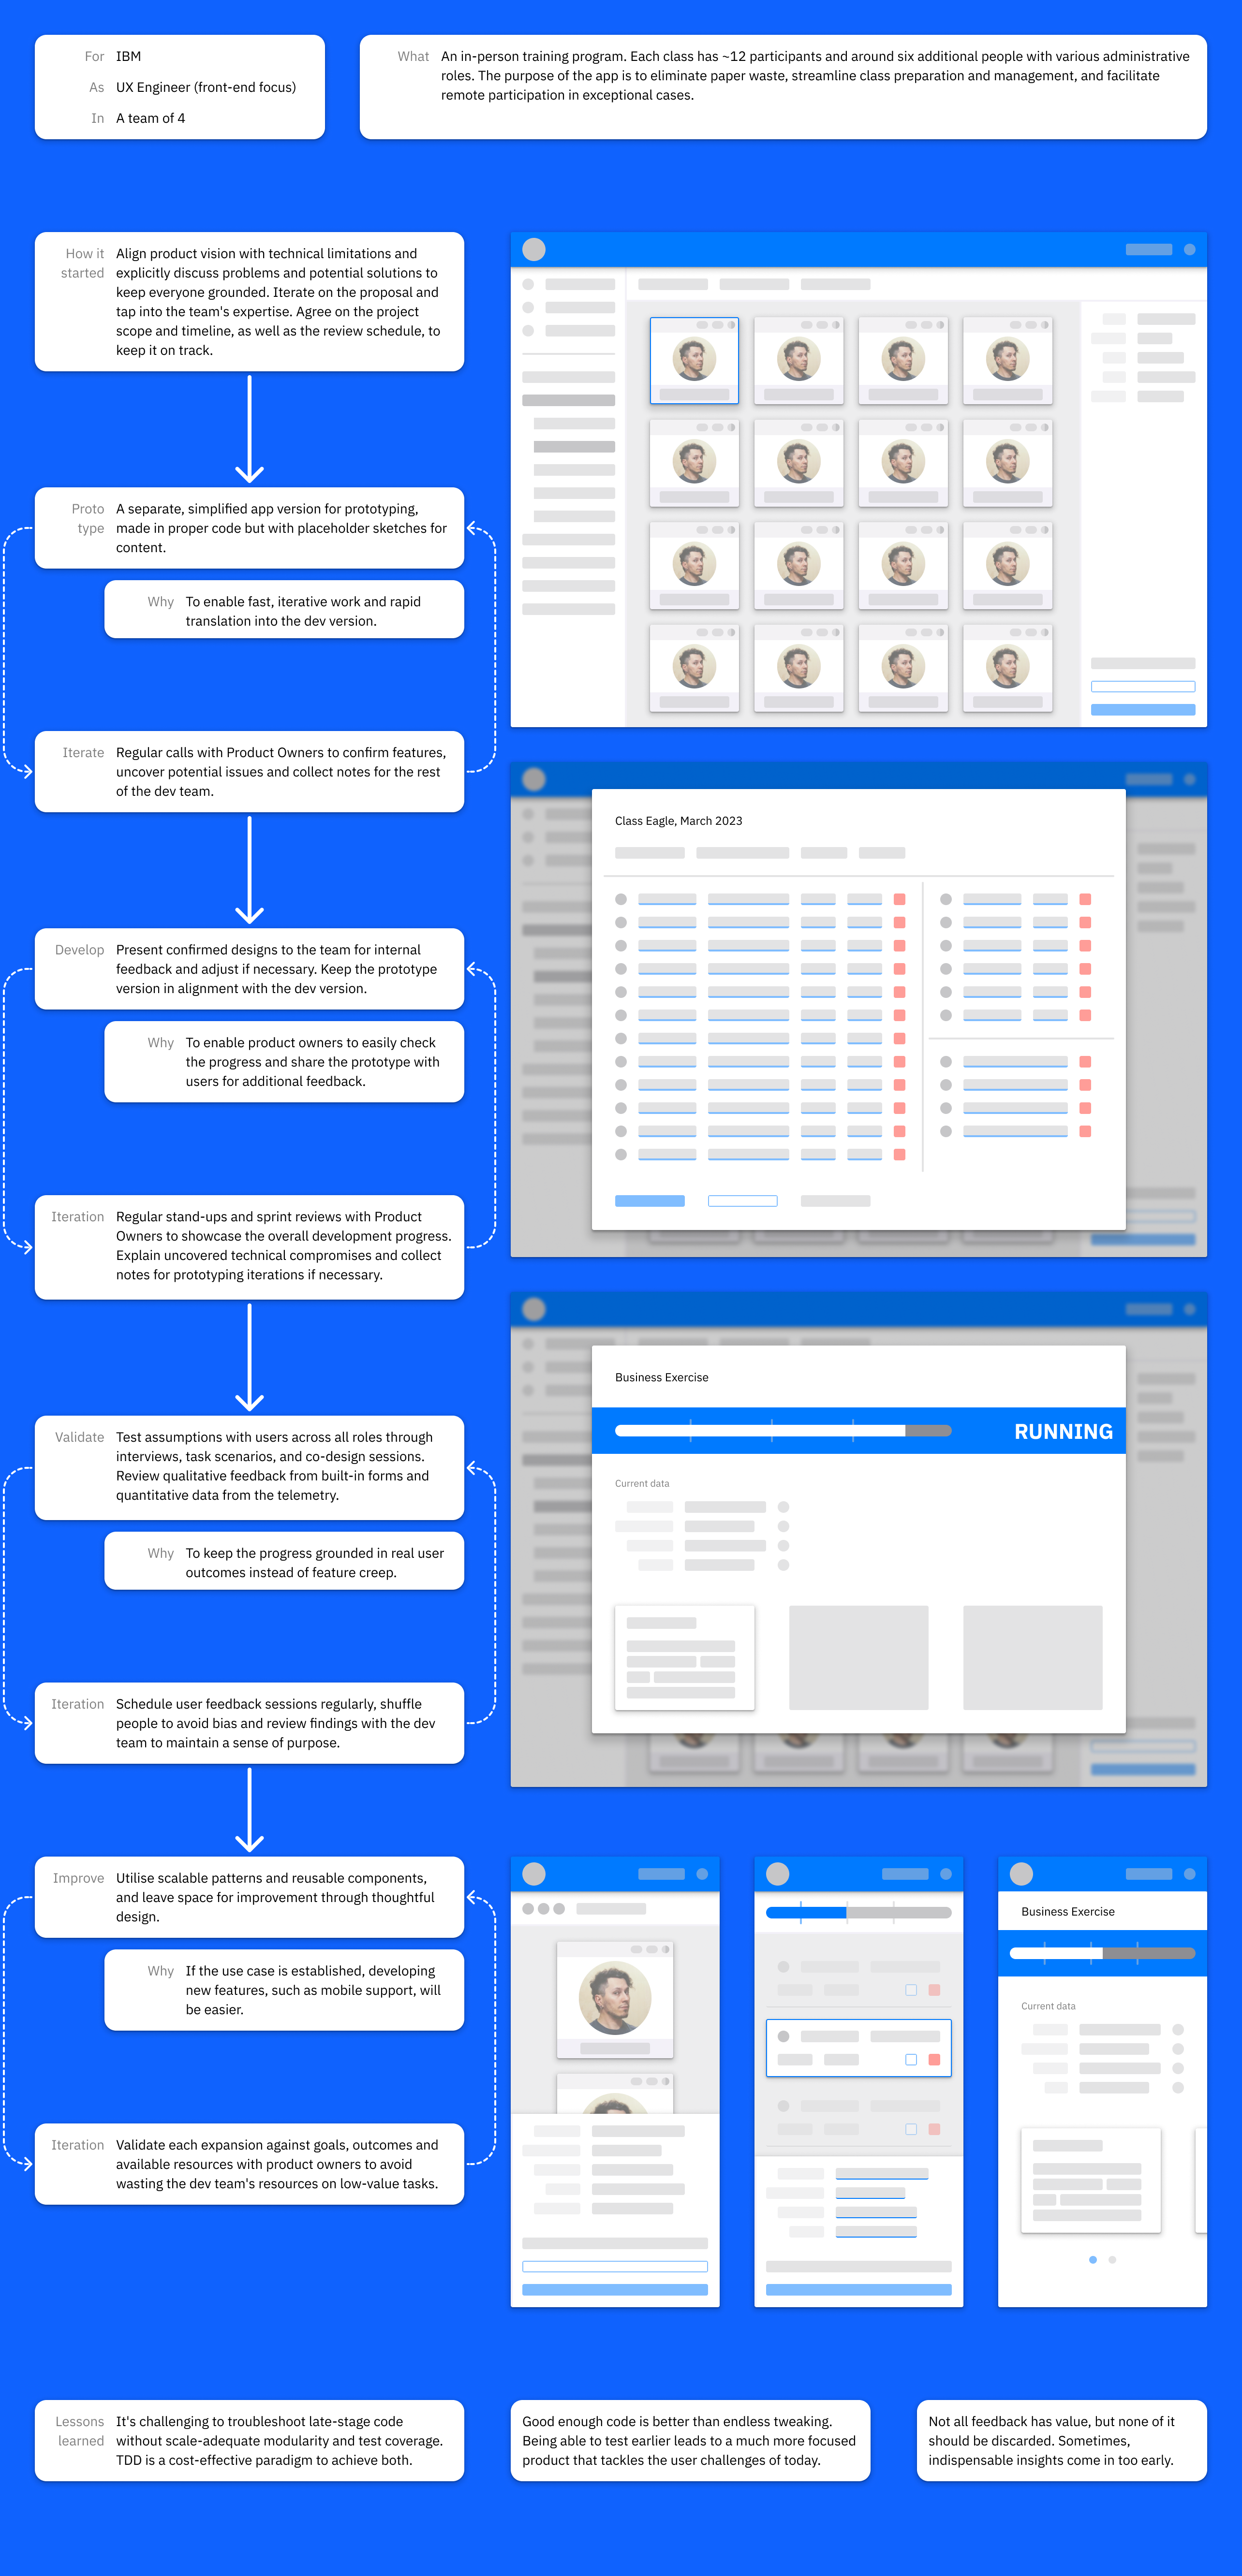 For IBM
As UX Engineer (front-end focus)
In A team of 4
What An in-person training program. Each class has ~12 participants and around six additional people with various administrative
roles. The purpose of the app is to eliminate paper waste, streamline class preparation and management, and facilitate
remote participation in exceptional cases.
How it started
Align product vision with technical limitations and
explicitly discuss problems and potential solutions to
keep everyone grounded. Iterate on the proposal and
tap into the team's expertise. Agree on the project
scope and timeline, as well as the review schedule, to
keep it on track.
Proto type
A separate, simplified app version for prototyping,
made in proper code but with placeholder sketches for
content.
Why To enable fast, iterative work and rapid
translation into the dev version.
Iterate Regular calls with Product Owners to confirm features,
uncover potential issues and collect notes for the rest
of the dev team.
Class Eagle, March 2023
Develop Present confirmed designs to the team for internal
feedback and adjust if necessary. Keep the prototype
version in alignment with the dev version.
Why To enable product owners to easily check
the progress and share the prototype with
users for additional feedback.
Iteration Regular stand-ups and sprint reviews with Product
Owners to showcase the overall development progress.
Explain uncovered technical compromises and collect
notes for prototyping iterations if necessary.
Business Exercise
RUNNING
Current data
Validate Test assumptions with users across all roles through
interviews, task scenarios, and co-design sessions.
Review qualitative feedback from built-in forms and
quantitative data from the telemetry.
Why To keep the progress grounded in real user
outcomes instead of feature creep.
Iteration Schedule user feedback sessions regularly, shuffle
people to avoid bias and review findings with the dev
team to maintain a sense of purpose.
Improve Utilise scalable patterns and reusable components,
and leave space for improvement through thoughtful
design.
Why If the use case is established, developing
new features, such as mobile support, will
be easier.
Business Exercise
Current data
Iteration Validate each expansion against goals, outcomes and
available resources with product owners to avoid
wasting the dev team's resources on low-value tasks.
Lessons learned
It's challenging to troubleshoot late-stage code
without scale-adequate modularity and test coverage.
TDD is a cost-effective paradigm to achieve both.
Good enough code is better than endless tweaking.
Being able to test earlier leads to a much more focused
product that tackles the user challenges of today.
Not all feedback has value, but none of it
should be discarded. Sometimes,
indispensable insights come in too early.